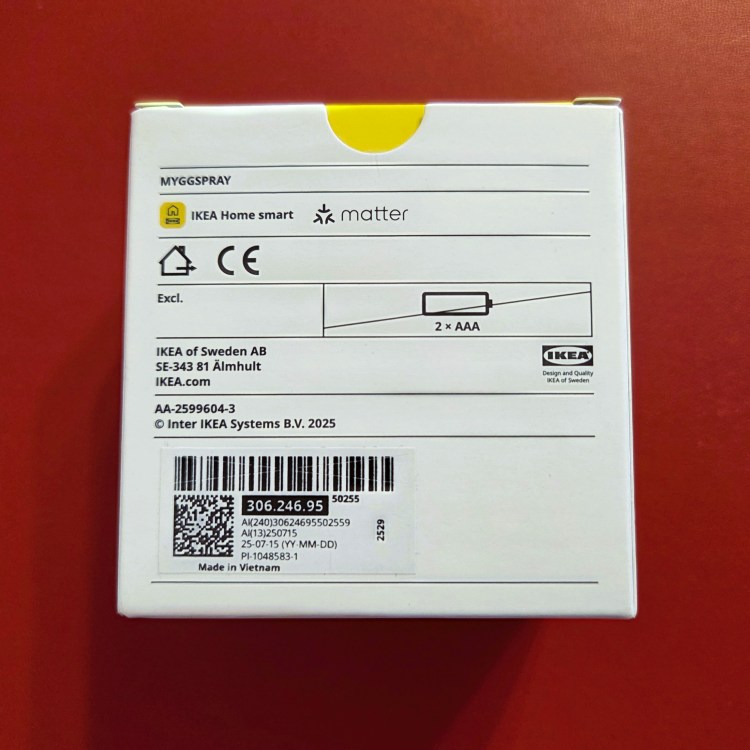 MYGGSPRAY
IKEA Home smart matter
CE
Excl.
2 × AAA
IKEA of Sweden AB
SE-343 81 Älmhult
IKEA.com
IKEA
Design and Quality
IKEA of Sweden
AA-2599604-3
© Inter IKEA Systems B.V. 2025
306.246.95 50255
AI(240)30624695502559
AI(13)250715
25-07-15 (YY-MM-DD)
PI-1048583-1
2529
Made in Vietnam